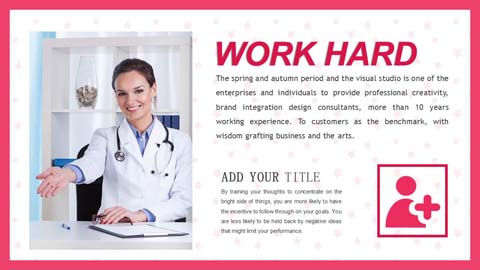 WORK HARD
The spring and autumn period and the visual studio is one of the
enterprises and individuals to provide professional creativity,
brand integration design consultants, more than 10 years
working experience. To customers as the benchmark, with
wisdom grafting business and the arts.
ADD YOUR TITLE
By training your thoughts to concentrate on the
bright side of things, you are more likely to have
the incentive to follow through on your goals. You
are less likely to be held back by negative ideas
that might limit your performance.